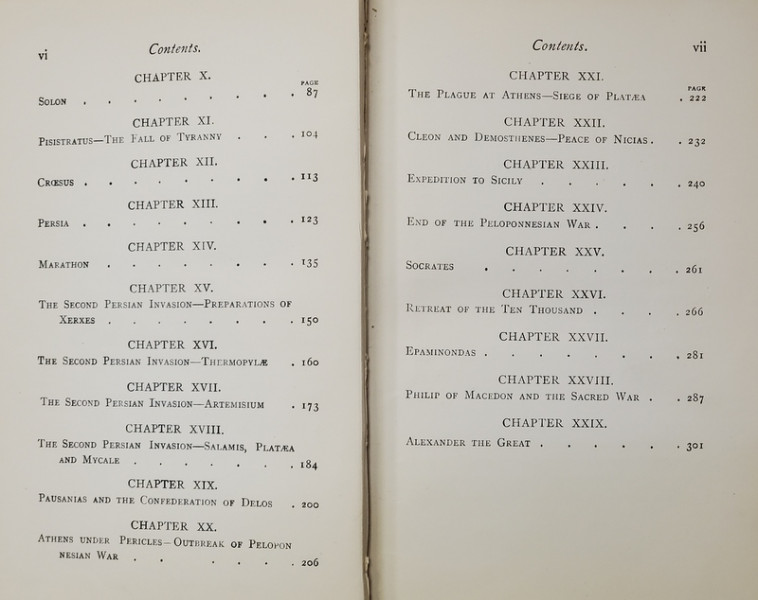 vi
Contents.
CHAPTER X.
PAGE
SOLON . . . . . . . . . 87
CHAPTER XI.
PISISTRATUS—THE FALL OF TYRANNY . . . 104
CHAPTER XII.
CRŒSUS . . . . . . . . . 113
CHAPTER XIII.
PERSIA . . . . . . . . . 123
CHAPTER XIV.
MARATHON . . . . . . . . 135
CHAPTER XV.
THE SECOND PERSIAN INVASION—PREPARATIONS OF
XERXES . . . . . . . . 150
CHAPTER XVI.
THE SECOND PERSIAN INVASION—THERMOPYLÆ . 160
CHAPTER XVII.
THE SECOND PERSIAN INVASION—ARTEMISIUM . 173
CHAPTER XVIII.
THE SECOND PERSIAN INVASION—SALAMIS, PLATÆA
AND MYCALE . . . . . . . 184
CHAPTER XIX.
PAUSANIAS AND THE CONFEDERATION OF DELOS . 200
CHAPTER XX.
ATHENS UNDER PERICLES—OUTBREAK OF PELOPON
NESIAN WAR . . . . . . 206
Contents.
vii
CHAPTER XXI.
PAGE
THE PLAGUE AT ATHENS—SIEGE OF PLATÆA . 222
CHAPTER XXII.
CLEON AND DEMOSTHENES—PEACE OF NICIAS . . 232
CHAPTER XXIII.
EXPEDITION TO SICILY . . . . . 240
CHAPTER XXIV.
END OF THE PELOPONNESIAN WAR . . . . 256
CHAPTER XXV.
SOCRATES . . . . . . . . 261
CHAPTER XXVI.
RETREAT OF THE TEN THOUSAND . . . . 266
CHAPTER XXVII.
EPAMINONDAS . . . . . . . 281
CHAPTER XXVIII.
PHILIP OF MACEDON AND THE SACRED WAR . . 287
CHAPTER XXIX.
ALEXANDER THE GREAT . . . . . . 301